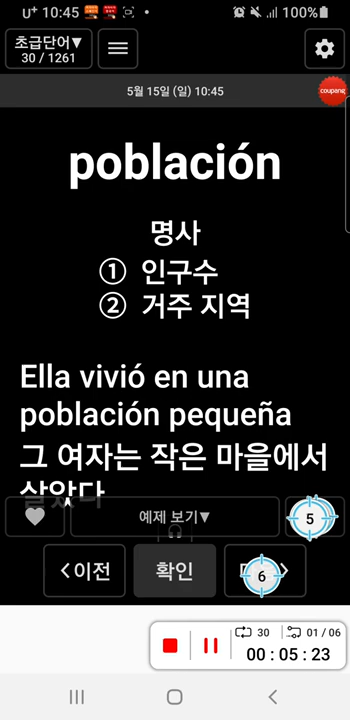 U+ 10:45 100%
초급단어▼
30 / 1261
5월 15일 (일) 10:45
coupang
población
명사
① 인구수
② 거주 지역
Ella vivió en una
población pequeña
그 여자는 작은 마을에서
살았다
예제 보기▼
5
<이전
확인
6
30 01 / 06
00 : 05 : 23